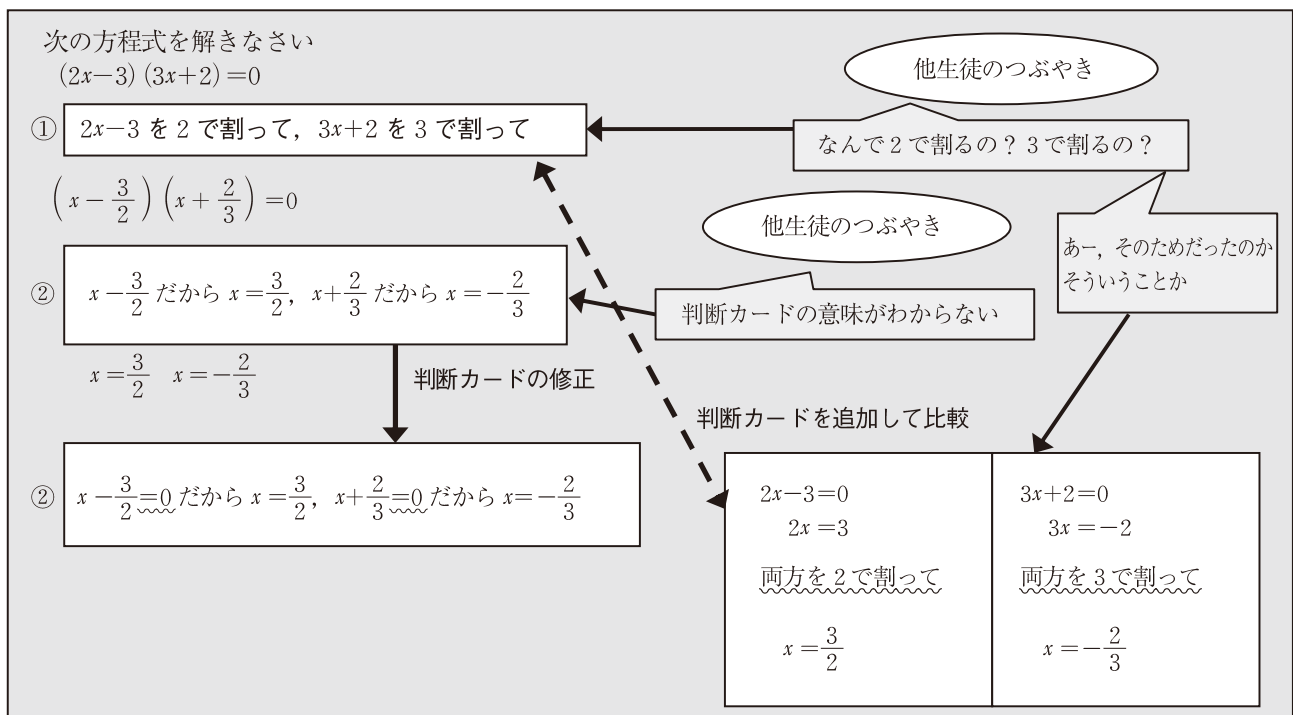 次の方程式を解きなさい
(2x−3)(3x+2)=0
他生徒のつぶやき
① 2x−3を2で割って，3x+2を3で割って
なんで2で割るの？3で割るの？
(x−3/2)(x+2/3)=0
他生徒のつぶやき
あー，そのためだったのか
そういうことか
② x−3/2だからx=3/2，x+2/3だからx=−2/3
判断カードの意味がわからない
x=3/2 x=−2/3
判断カードの修正
判断カードを追加して比較
② x−3/2=0だからx=3/2，x+2/3=0だからx=−2/3
2x−3=0
2x=3
両方を2で割って
x=3/2
3x+2=0
3x=−2
両方を3で割って
x=−2/3